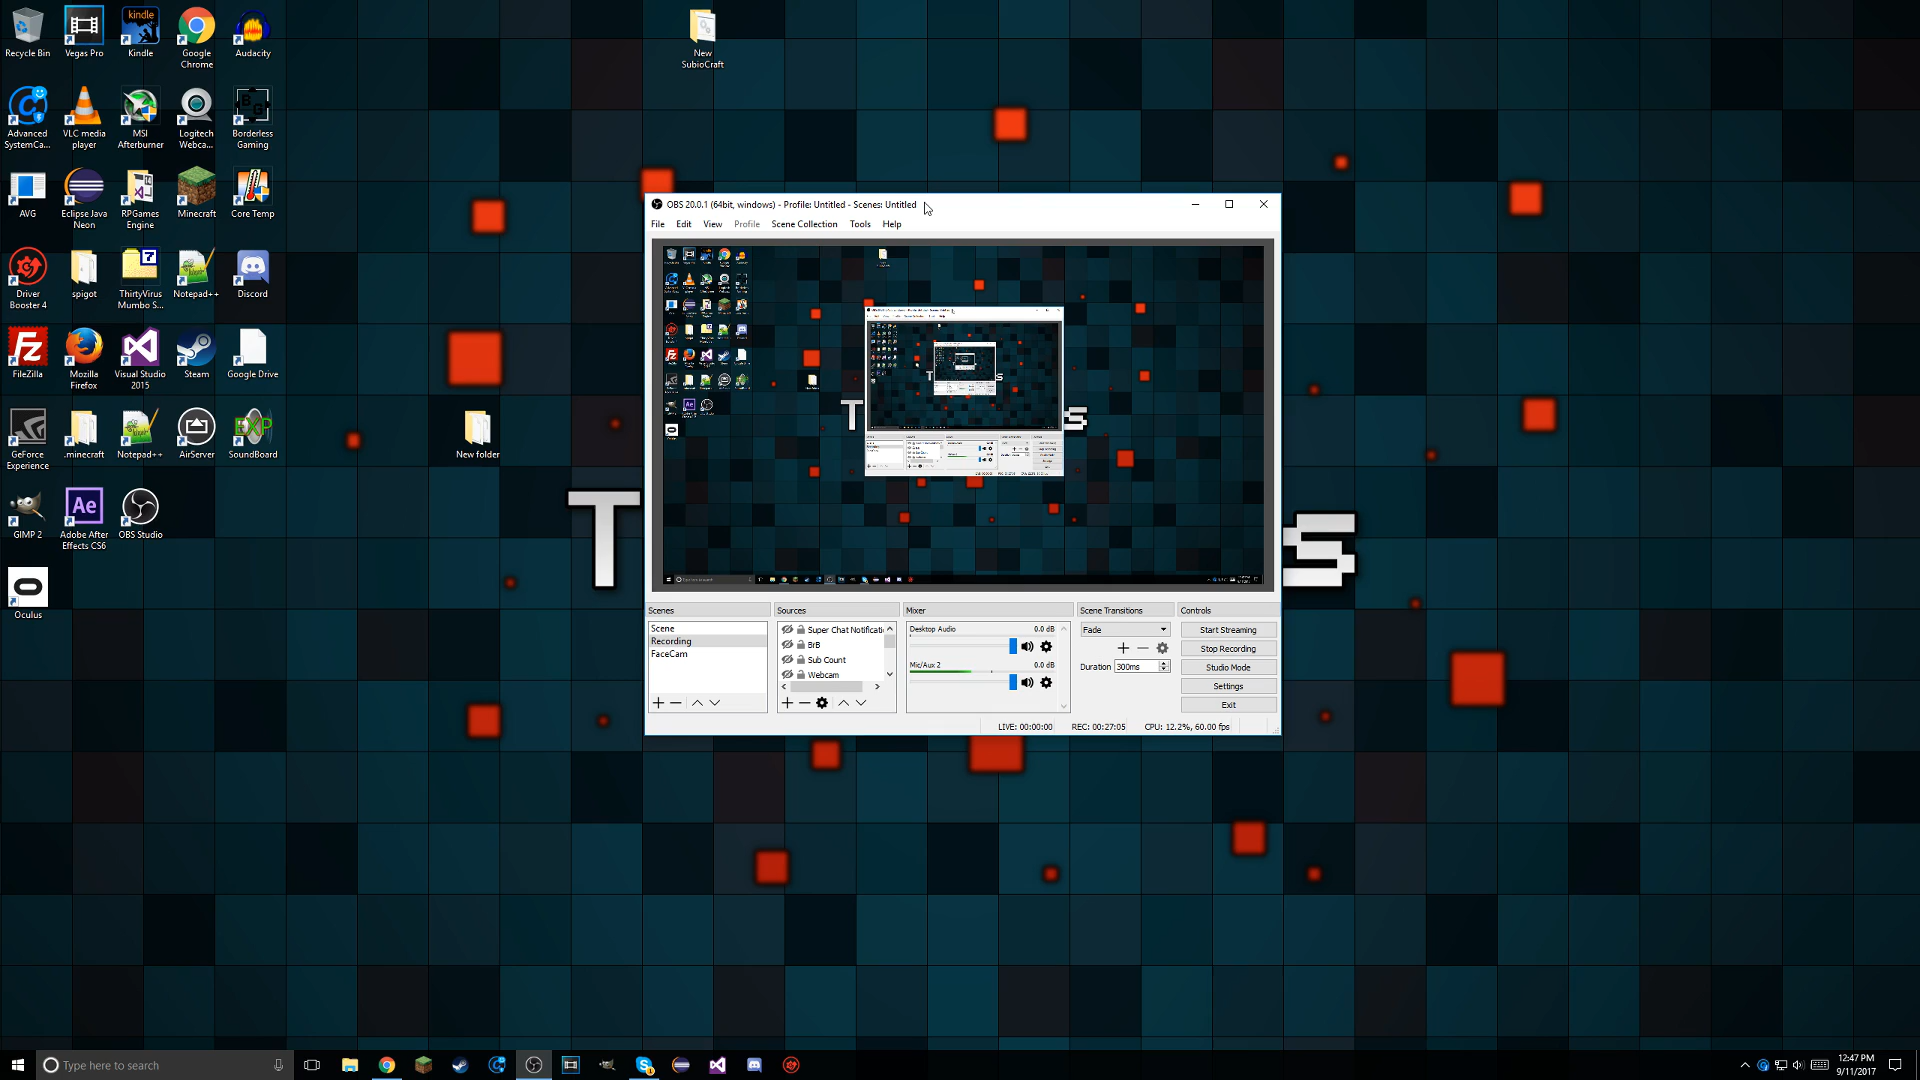 Recycle Bin
Vegas Pro
kindle
Kindle
Google
Chrome
Audacity
New
SubioCraft
Advanced
SystemCa...
VLC media
player
MSI
Afterburner
Logitech
Webca...
BG
Borderless
Gaming
AVG
Eclipse Java
Neon
RPGames
Engine
Minecraft
Core Temp
Driver
Booster 4
spigot
7
ThirtyVirus
Mumbo S...
Notepad++
Discord
Fz
FileZilla
Mozilla
Firefox
Visual Studio
2015
Steam
Google Drive
GeForce
Experience
.minecraft
Notepad++
AirServer
EXP
SoundBoard
New folder
GIMP 2
Ae
Adobe After
Effects CS6
OBS Studio
Oculus
T
S
OBS 20.0.1 (64bit, windows) - Profile: Untitled - Scenes: Untitled
File Edit View Profile Scene Collection Tools Help
T
S
Scenes
Scene
Recording
FaceCam
Sources
Super Chat Notificati
BrB
Sub Count
Webcam
Mixer
Desktop Audio 0.0 dB
Mic/Aux 2 0.0 dB
Scene Transitions
Fade
Duration 300ms
Controls
Start Streaming
Stop Recording
Studio Mode
Settings
Exit
LIVE: 00:00:00 REC: 00:27:05 CPU: 12.2%, 60.00 fps
Type here to search
12:47 PM
9/11/2017